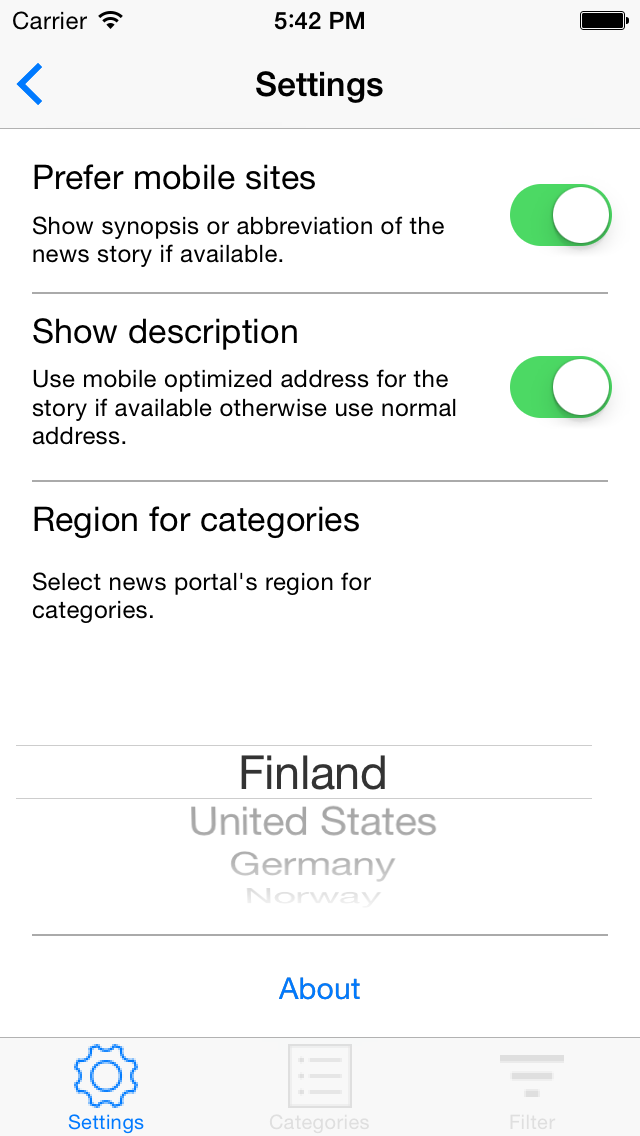 Carrier 5:42 PM
Settings
Prefer mobile sites
Show synopsis or abbreviation of the
news story if available.
Show description
Use mobile optimized address for the
story if available otherwise use normal
address.
Region for categories
Select news portal's region for
categories.
Finland
United States
Germany
Norway
About
Settings Categories Filter